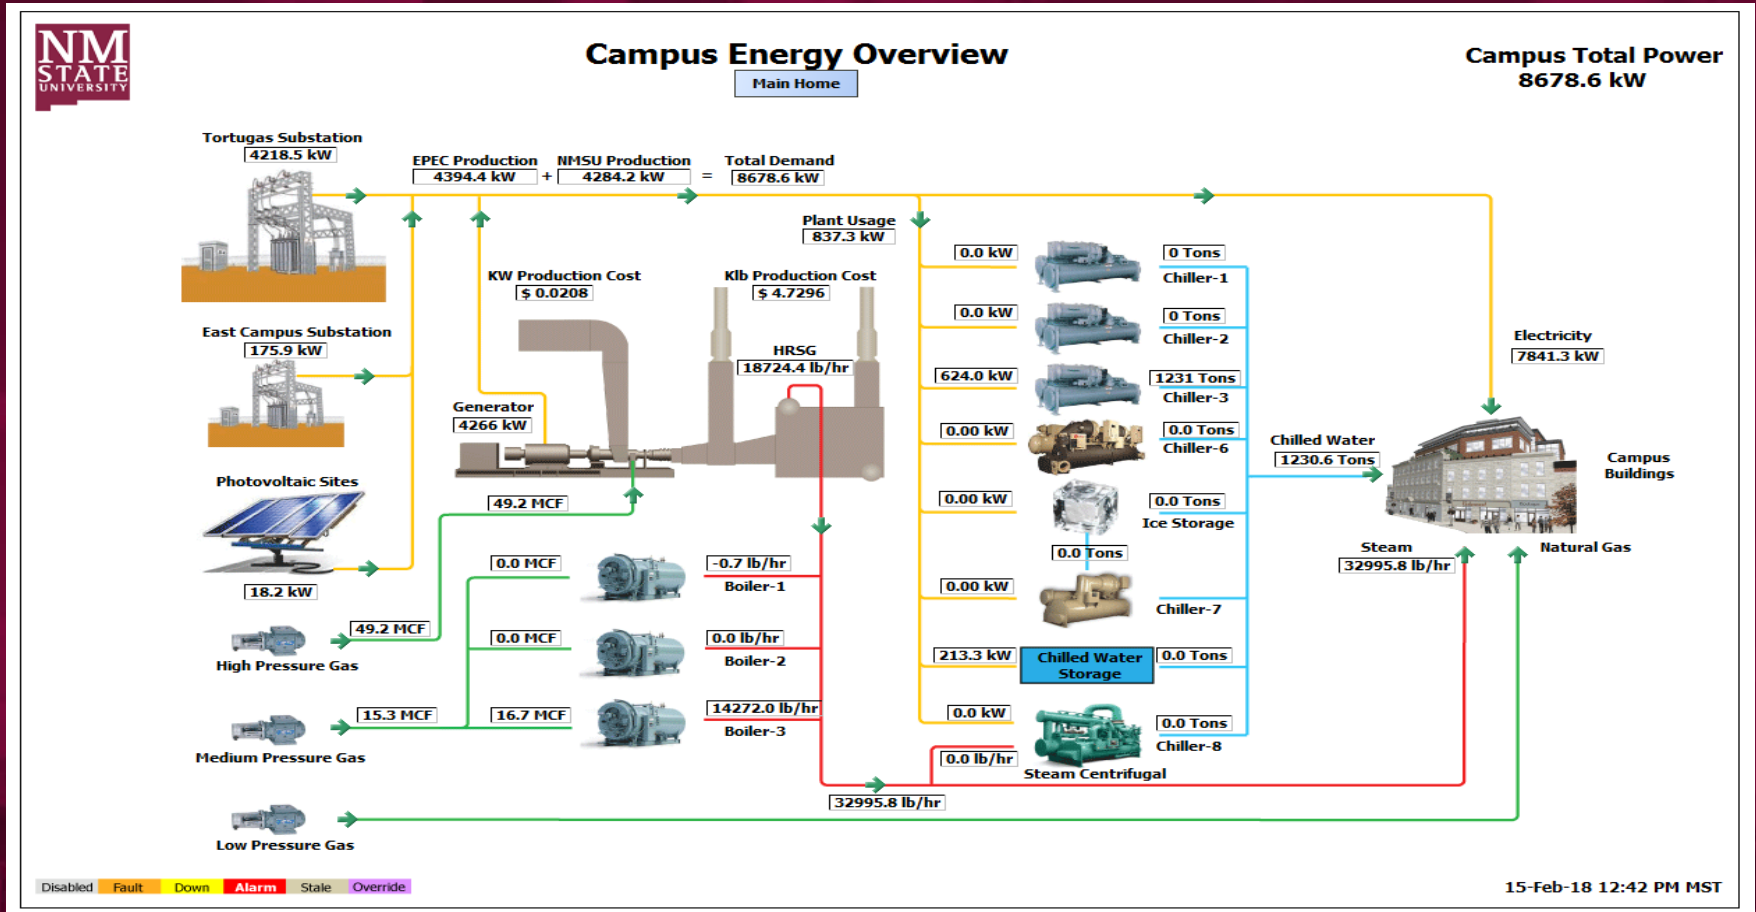 NM
STATE
UNIVERSITY
Campus Energy Overview
Main Home
Campus Total Power
8678.6 kW
Tortugas Substation
4218.5 kW
EPEC Production
4394.4 kW
+
NMSU Production
4284.2 kW
=
Total Demand
8678.6 kW
Plant Usage
837.3 kW
East Campus Substation
175.9 kW
KW Production Cost
$ 0.0208
Klb Production Cost
$ 4.7296
HRSG
18724.4 lb/hr
Generator
4266 kW
Photovoltaic Sites
18.2 kW
49.2 MCF
49.2 MCF
High Pressure Gas
15.3 MCF
Medium Pressure Gas
Low Pressure Gas
0.0 MCF
-0.7 lb/hr
Boiler-1
0.0 MCF
0.0 lb/hr
Boiler-2
16.7 MCF
14272.0 lb/hr
Boiler-3
0.0 kW
0 Tons
Chiller-1
0.0 kW
0 Tons
Chiller-2
624.0 kW
1231 Tons
Chiller-3
0.00 kW
0.0 Tons
Chiller-6
0.00 kW
0.0 Tons
Ice Storage
0.0 Tons
0.00 kW
Chiller-7
213.3 kW
Chilled Water
Storage
0.0 Tons
0.0 kW
0.0 Tons
Chiller-8
0.0 lb/hr
Steam Centrifugal
32995.8 lb/hr
Electricity
7841.3 kW
Chilled Water
1230.6 Tons
Campus
Buildings
Steam
32995.8 lb/hr
Natural Gas
Disabled
Fault
Down
Alarm
Stale
Override
15-Feb-18 12:42 PM MST